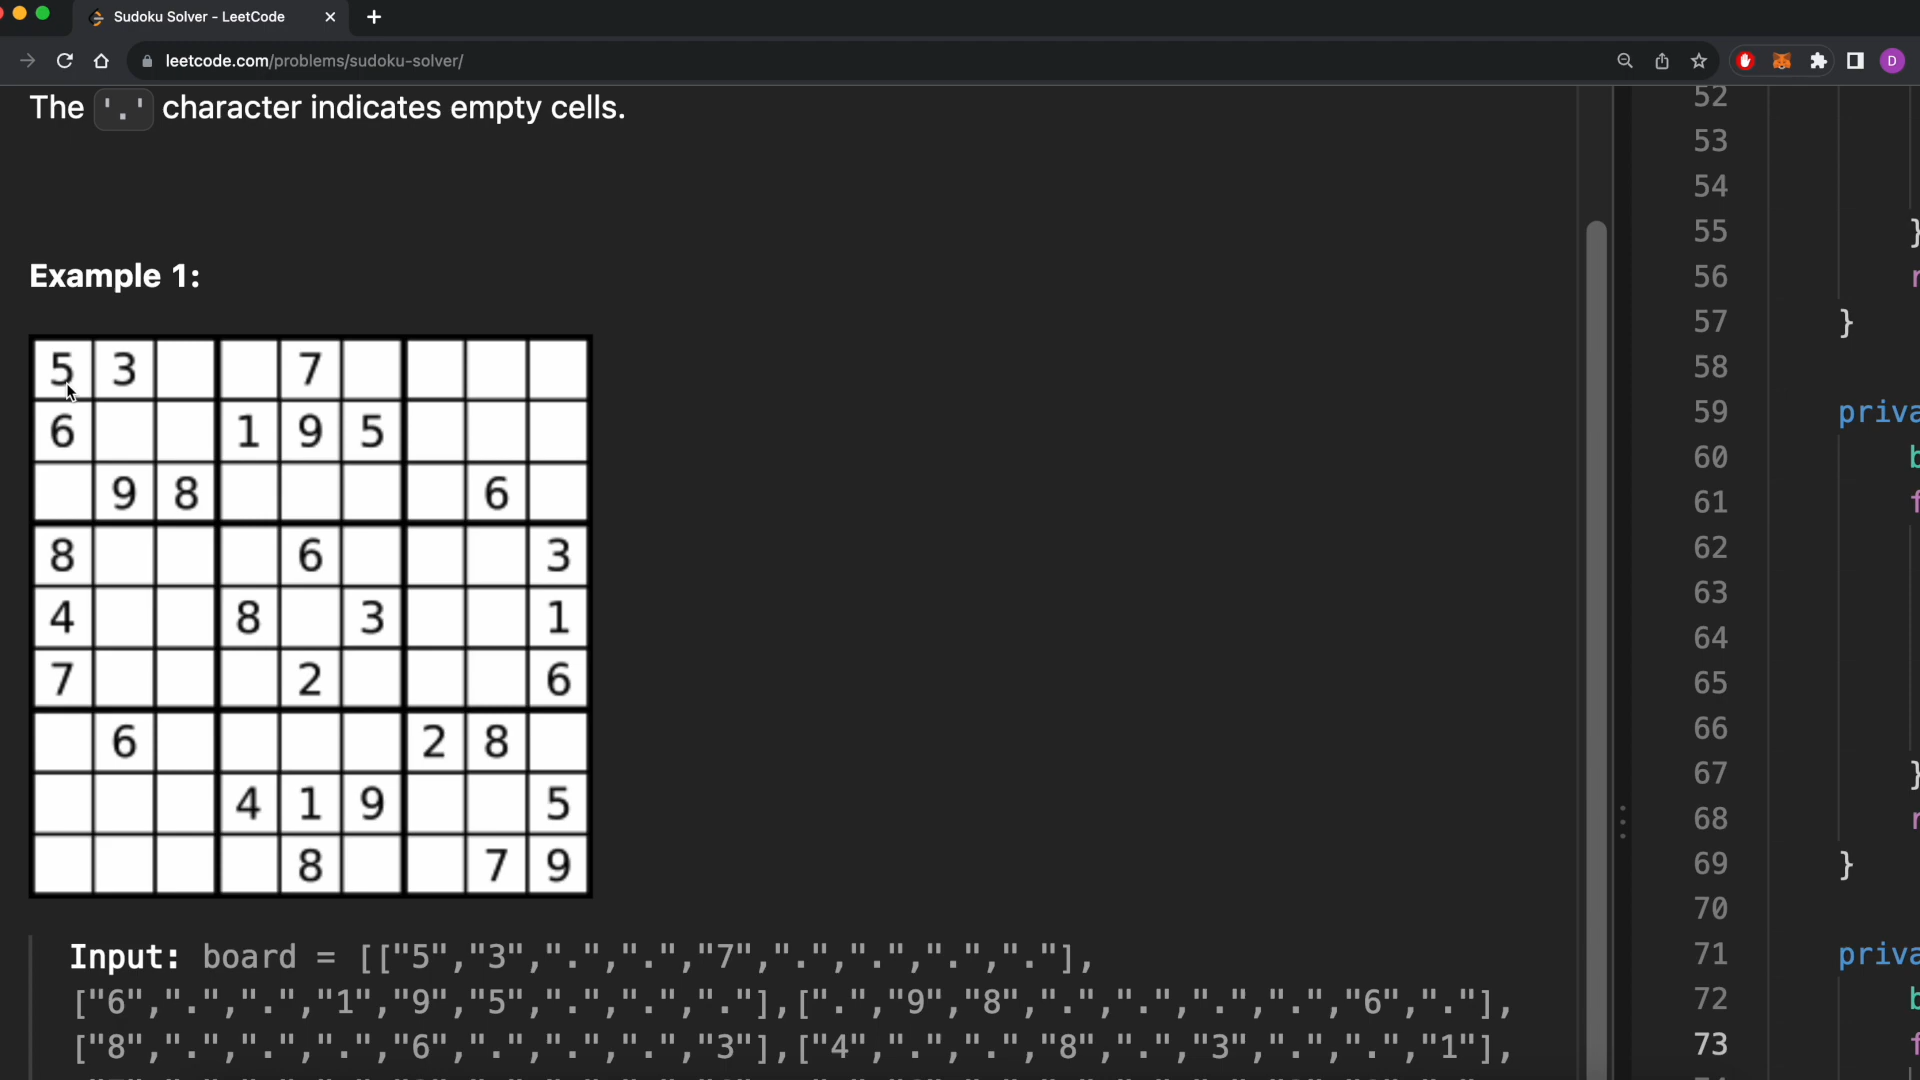 Sudoku Solver - LeetCode
leetcode.com/problems/sudoku-solver/
D
The '.' character indicates empty cells.
Example 1:
5 3 7
6 1 9 5
9 8 6
8 6 3
4 8 3 1
7 2 6
6 2 8
4 1 9 5
8 7 9
Input: board = [["5","3",".",".","7",".",".",".","."],
["6",".",".","1","9","5",".",".","."],[".","9","8",".",".",".",".","6","."],
["8",".",".",".","6",".",".",".","3"],["4",".",".","8",".","3",".",".","1"],
52
53
54
55 }
56
57 }
58
59 priva
60
61
62
63
64
65
66
67 }
68
69 }
70
71 priva
72
73